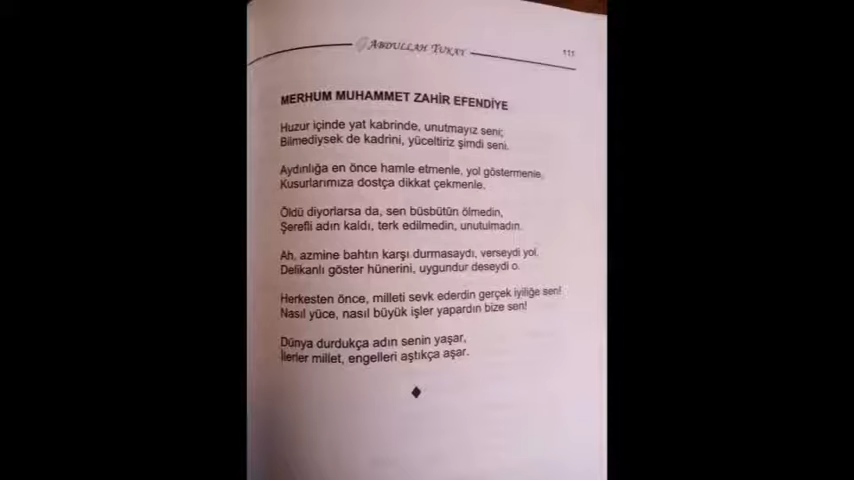 ABDULLAH TUKAY
111
MERHUM MUHAMMET ZAHİR EFENDİYE
Huzur içinde yat kabrinde, unutmayız seni;
Bilmediysek de kadrini, yüceltiriz şimdi seni.
Aydınlığa en önce hamle etmenle, yol göstermenle,
Kusurlarımıza dostça dikkat çekmenle.
Öldü diyorlarsa da, sen büsbütün ölmedin,
Şerefli adın kaldı, terk edilmedin, unutulmadın.
Ah, azmine bahtın karşı durmasaydı, verseydi yol,
Delikanlı göster hünerini, uygundur deseydi o.
Herkesten önce, milleti sevk ederdin gerçek iyiliğe sen!
Nasıl yüce, nasıl büyük işler yapardın bize sen!
Dünya durdukça adın senin yaşar,
İlerler millet, engelleri aştıkça aşar.